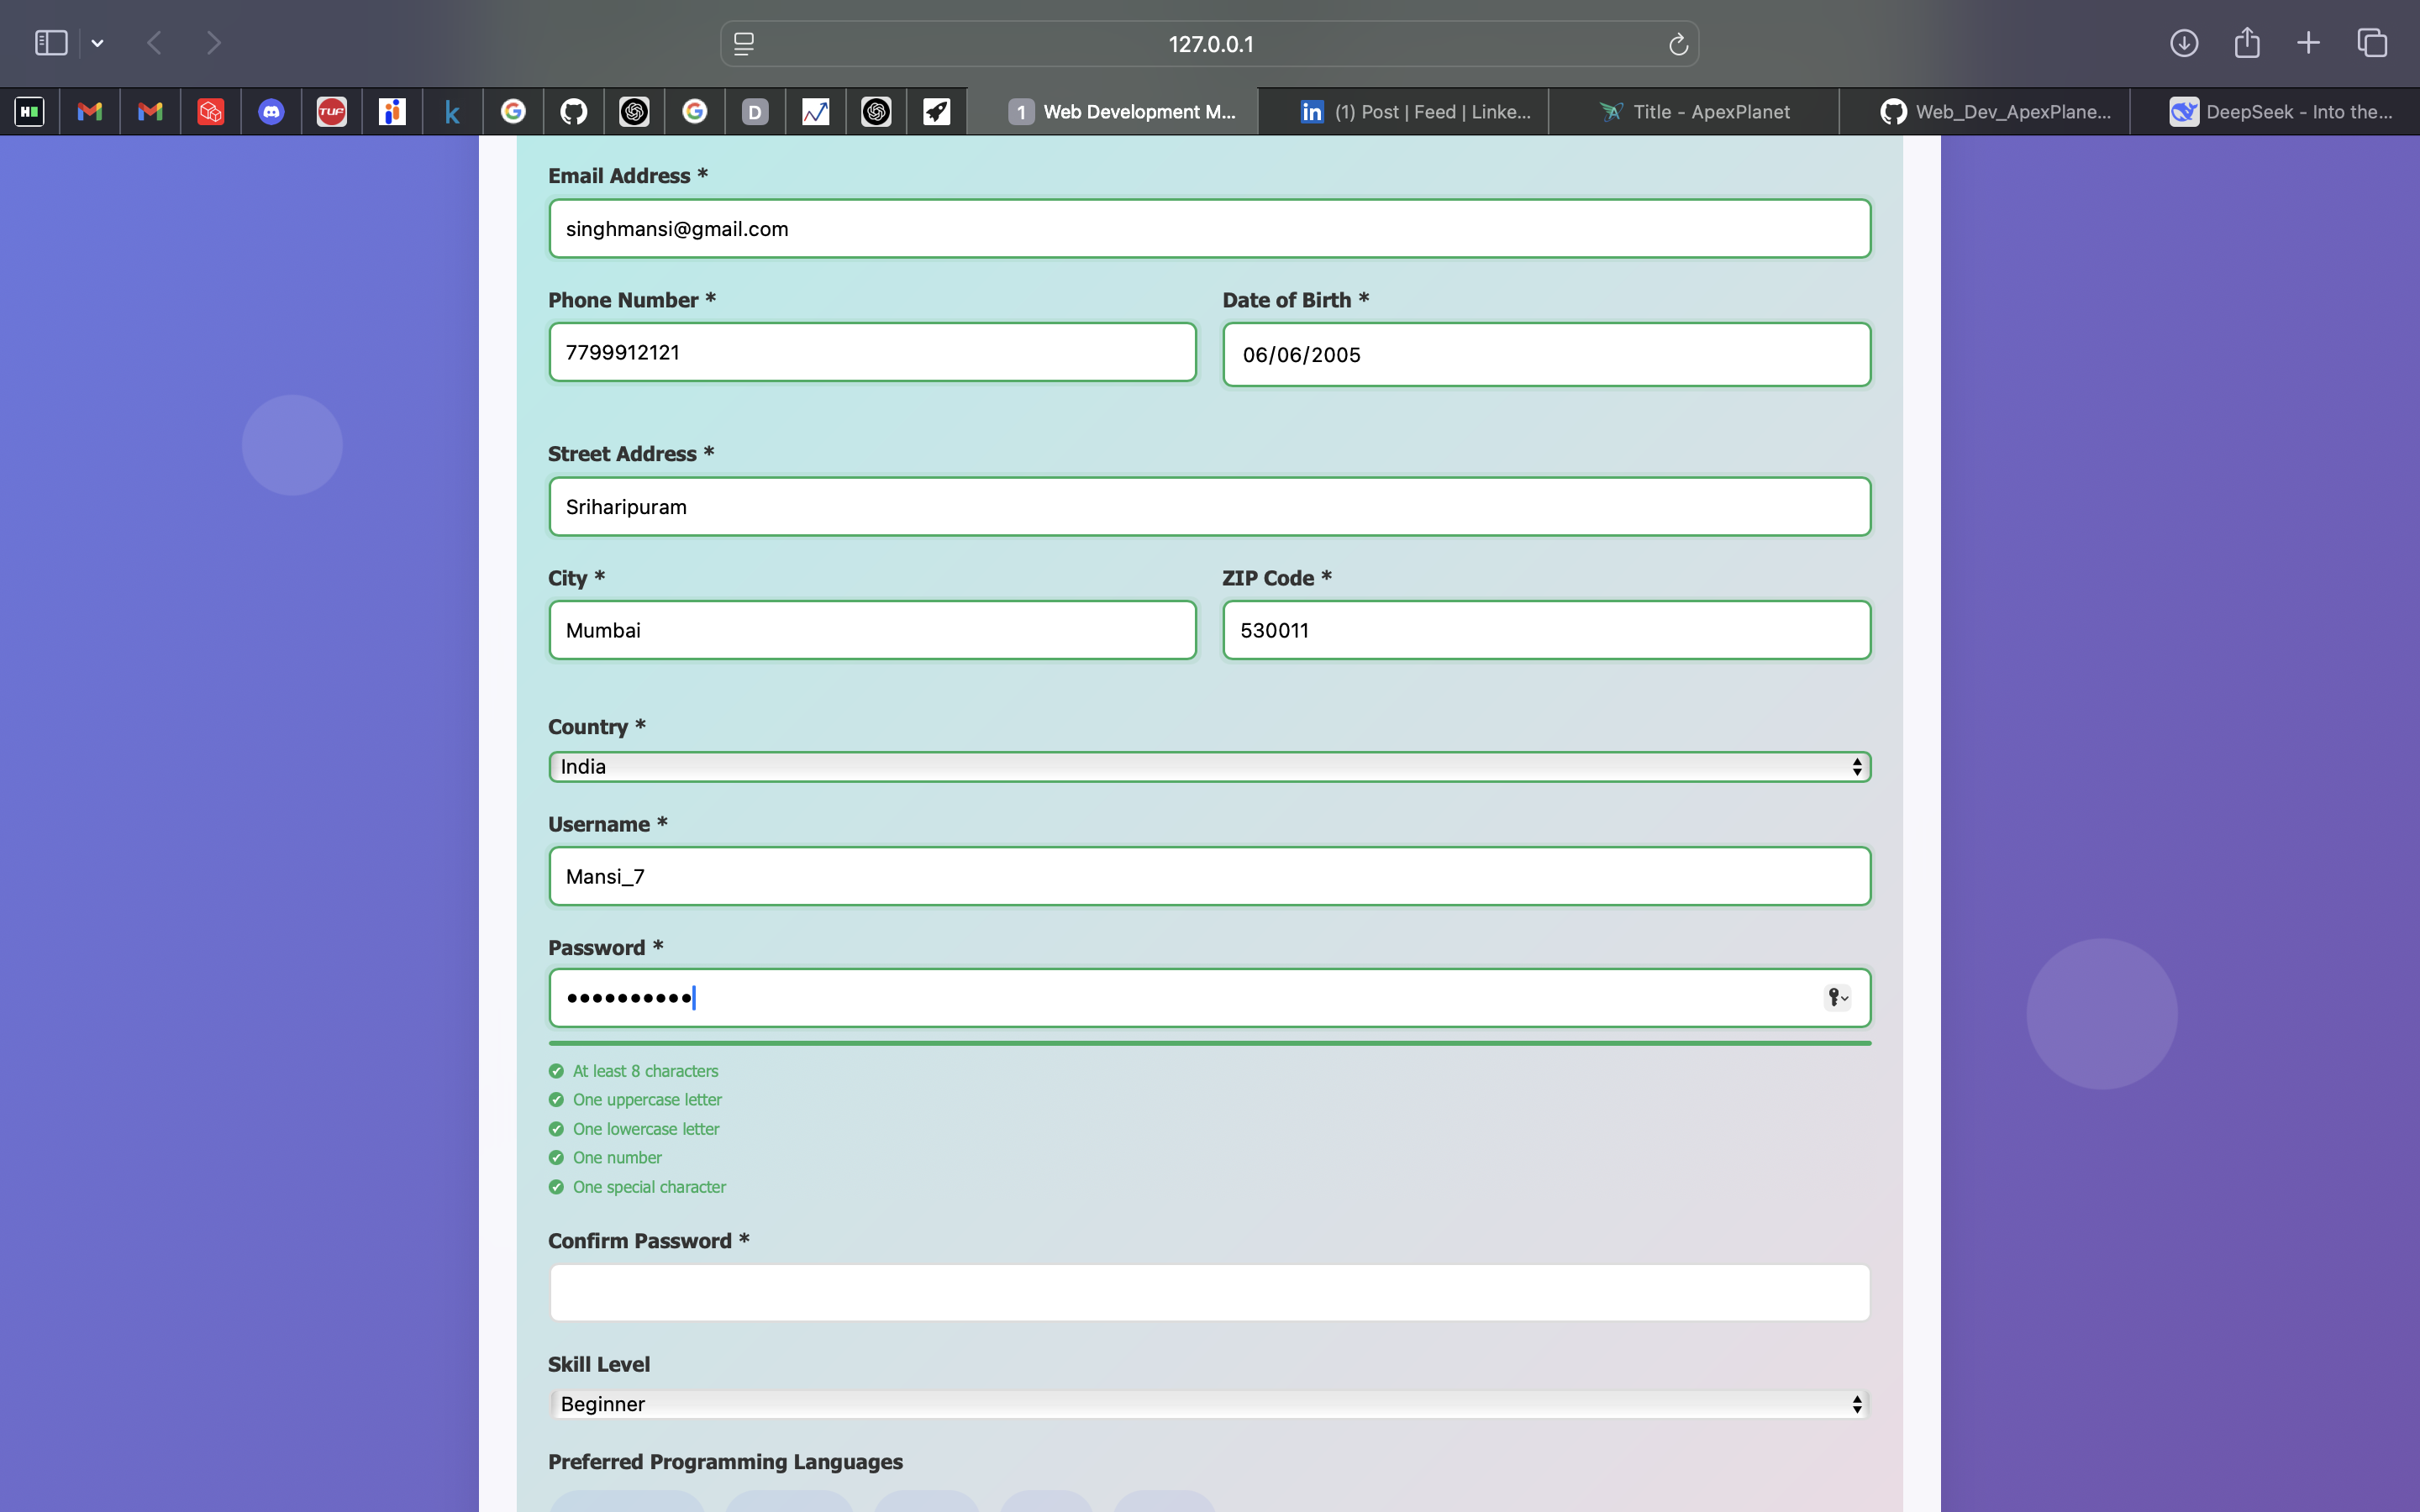 127.0.0.1
H
TUF
k
D
1 Web Development M...
(1) Post | Feed | Linke...
Title - ApexPlanet
Web_Dev_ApexPlane...
DeepSeek - Into the...
Email Address *
singhmansi@gmail.com
Phone Number * Date of Birth *
7799912121 06/06/2005
Street Address *
Sriharipuram
City * ZIP Code *
Mumbai 530011
Country *
India
Username *
Mansi_7
Password *
••••••••••
At least 8 characters
One uppercase letter
One lowercase letter
One number
One special character
Confirm Password *
Skill Level
Beginner
Preferred Programming Languages